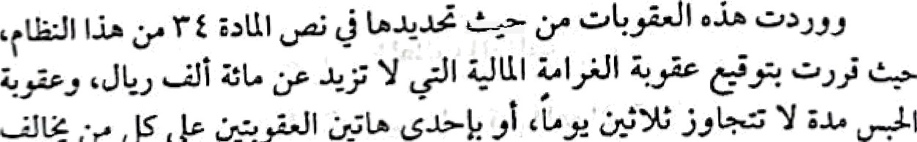 ووردت هذه العقوبات من حيث تحديدها في نص المادة ٣٤ من هذا النظام،
حيث قررت بتوقيع عقوبة الغرامة المالية التي لا تزيد عن مائة ألف ريال، وعقوبة
الحبس مدة لا تتجاوز ثلاثين يوماً، أو بإحدى هاتين العقوبتين على كل من يخالف